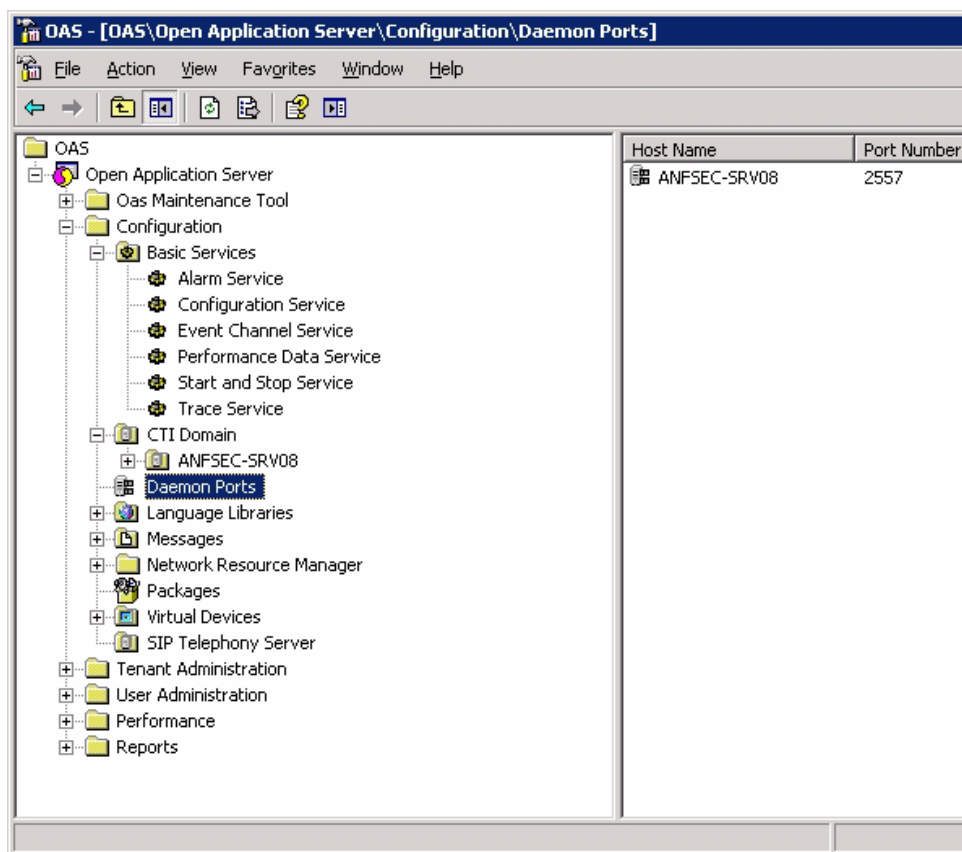 OAS - [OAS\Open Application Server\Configuration\Daemon Ports]
File Action View Favorites Window Help
OAS
Open Application Server
Oas Maintenance Tool
Configuration
Basic Services
Alarm Service
Configuration Service
Event Channel Service
Performance Data Service
Start and Stop Service
Trace Service
CTI Domain
ANFSEC-SRV08
Daemon Ports
Language Libraries
Messages
Network Resource Manager
Packages
Virtual Devices
SIP Telephony Server
Tenant Administration
User Administration
Performance
Reports
Host Name Port Number
ANFSEC-SRV08 2557